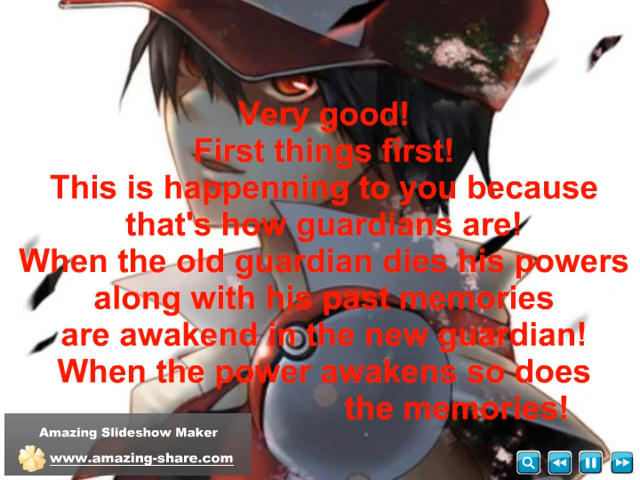 Very good!
First things first!
This is happenning to you because
that's how guardians are!
When the old guardian dies his powers
along with his past memories
are awakend in the new guardian!
When the power awakens so does
the memories!
Amazing Slideshow Maker
www.amazing-share.com